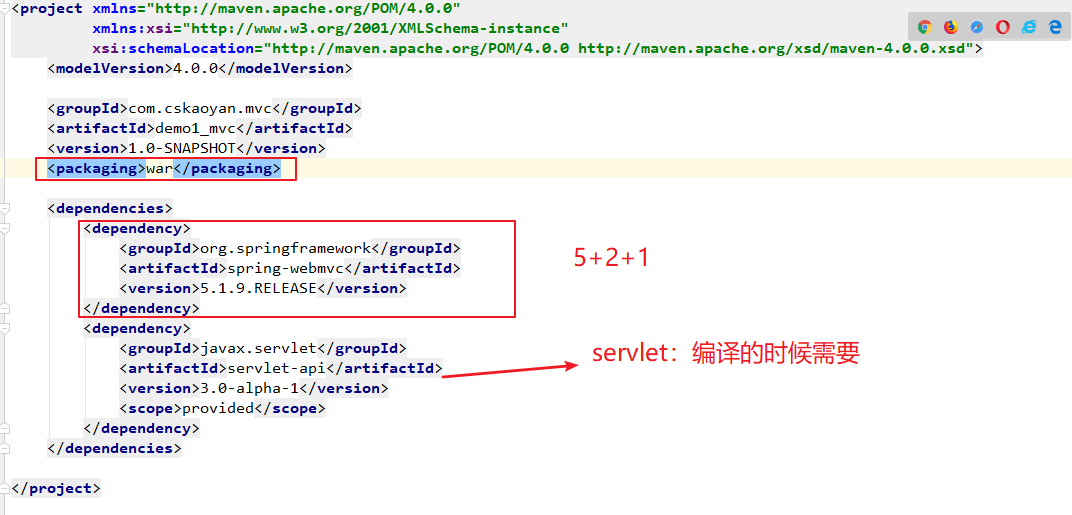 <project xmlns="http://maven.apache.org/POM/4.0.0"
xmlns:xsi="http://www.w3.org/2001/XMLSchema-instance"
xsi:schemaLocation="http://maven.apache.org/POM/4.0.0 http://maven.apache.org/xsd/maven-4.0.0.xsd">
<modelVersion>4.0.0</modelVersion>
<groupId>com.cskaoyan.mvc</groupId>
<artifactId>demo1_mvc</artifactId>
<version>1.0-SNAPSHOT</version>
<packaging>war</packaging>
<dependencies>
<dependency>
<groupId>org.springframework</groupId>
<artifactId>spring-webmvc</artifactId>
<version>5.1.9.RELEASE</version>
</dependency>
5+2+1
<dependency>
<groupId>javax.servlet</groupId>
<artifactId>servlet-api</artifactId>
<version>3.0-alpha-1</version>
<scope>provided</scope>
</dependency>
servlet：编译的时候需要
</dependencies>
</project>